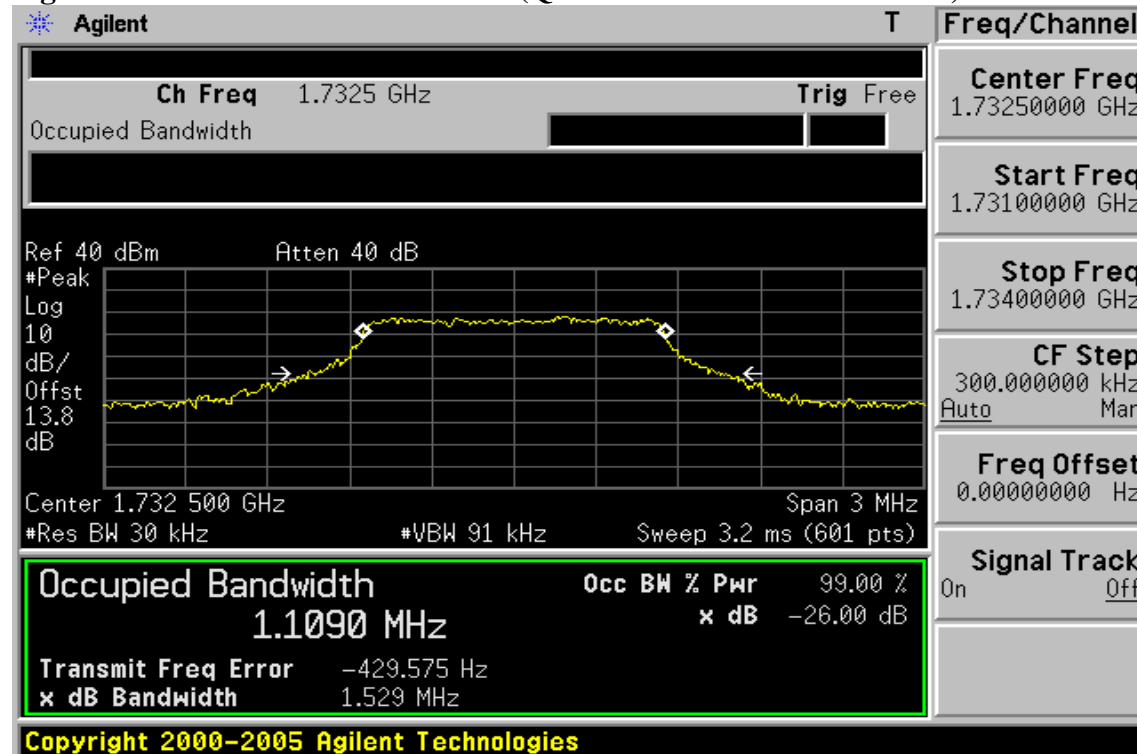 Agilent T
Ch Freq 1.7325 GHz Trig Free
Occupied Bandwidth
Ref 40 dBm Atten 40 dB
#Peak
Log
10
dB/
Offst
13.8
dB
Center 1.732 500 GHz Span 3 MHz
#Res BW 30 kHz #VBW 91 kHz Sweep 3.2 ms (601 pts)
Occupied Bandwidth Occ BW % Pwr 99.00 %
1.1090 MHz x dB -26.00 dB
Transmit Freq Error -429.575 Hz
x dB Bandwidth 1.529 MHz
Copyright 2000-2005 Agilent Technologies
Freq/Channel
Center Freq
1.73250000 GHz
Start Freq
1.73100000 GHz
Stop Freq
1.73400000 GHz
CF Step
300.000000 kHz
Auto Man
Freq Offset
0.00000000 Hz
Signal Track
On Off